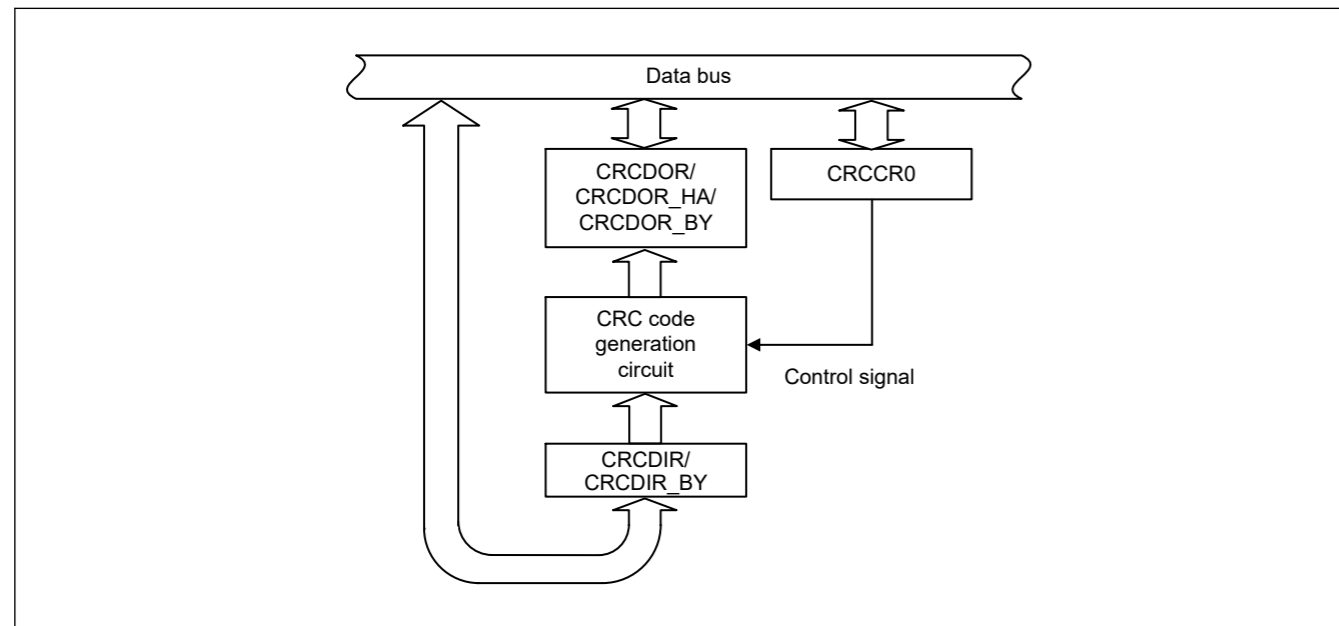 Data bus
CRCDOR/
CRCDOR_HA/
CRCDOR_BY
CRCCR0
CRC code
generation
circuit
Control signal
CRCDIR/
CRCDIR_BY